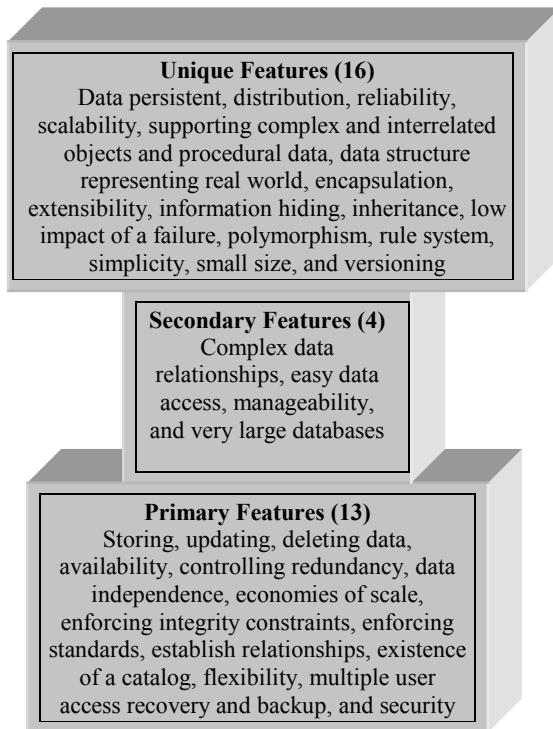 Unique Features (16)
Data persistent, distribution, reliability,
scalability, supporting complex and interrelated
objects and procedural data, data structure
representing real world, encapsulation,
extensibility, information hiding, inheritance, low
impact of a failure, polymorphism, rule system,
simplicity, small size, and versioning
Secondary Features (4)
Complex data
relationships, easy data
access, manageability,
and very large databases
Primary Features (13)
Storing, updating, deleting data,
availability, controlling redundancy, data
independence, economies of scale,
enforcing integrity constraints, enforcing
standards, establish relationships, existence
of a catalog, flexibility, multiple user
access recovery and backup, and security